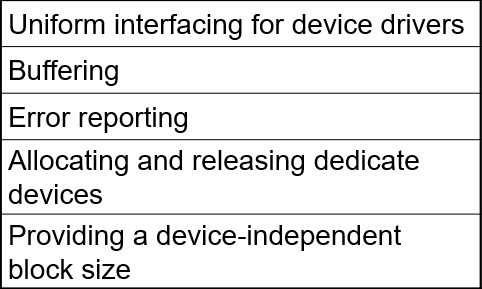 Uniform interfacing for device drivers
Buffering
Error reporting
Allocating and releasing dedicate
devices
Providing a device-independent
block size